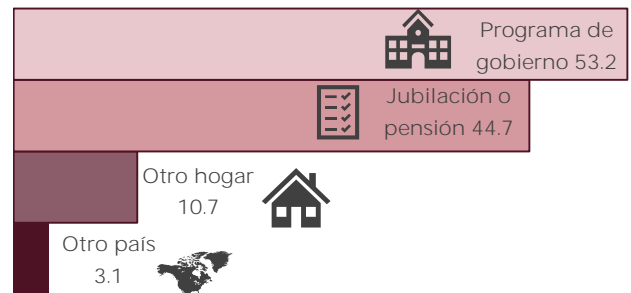 Programa de
gobierno 53.2
Jubilación o
pensión 44.7
Otro hogar
10.7
Otro país
3.1